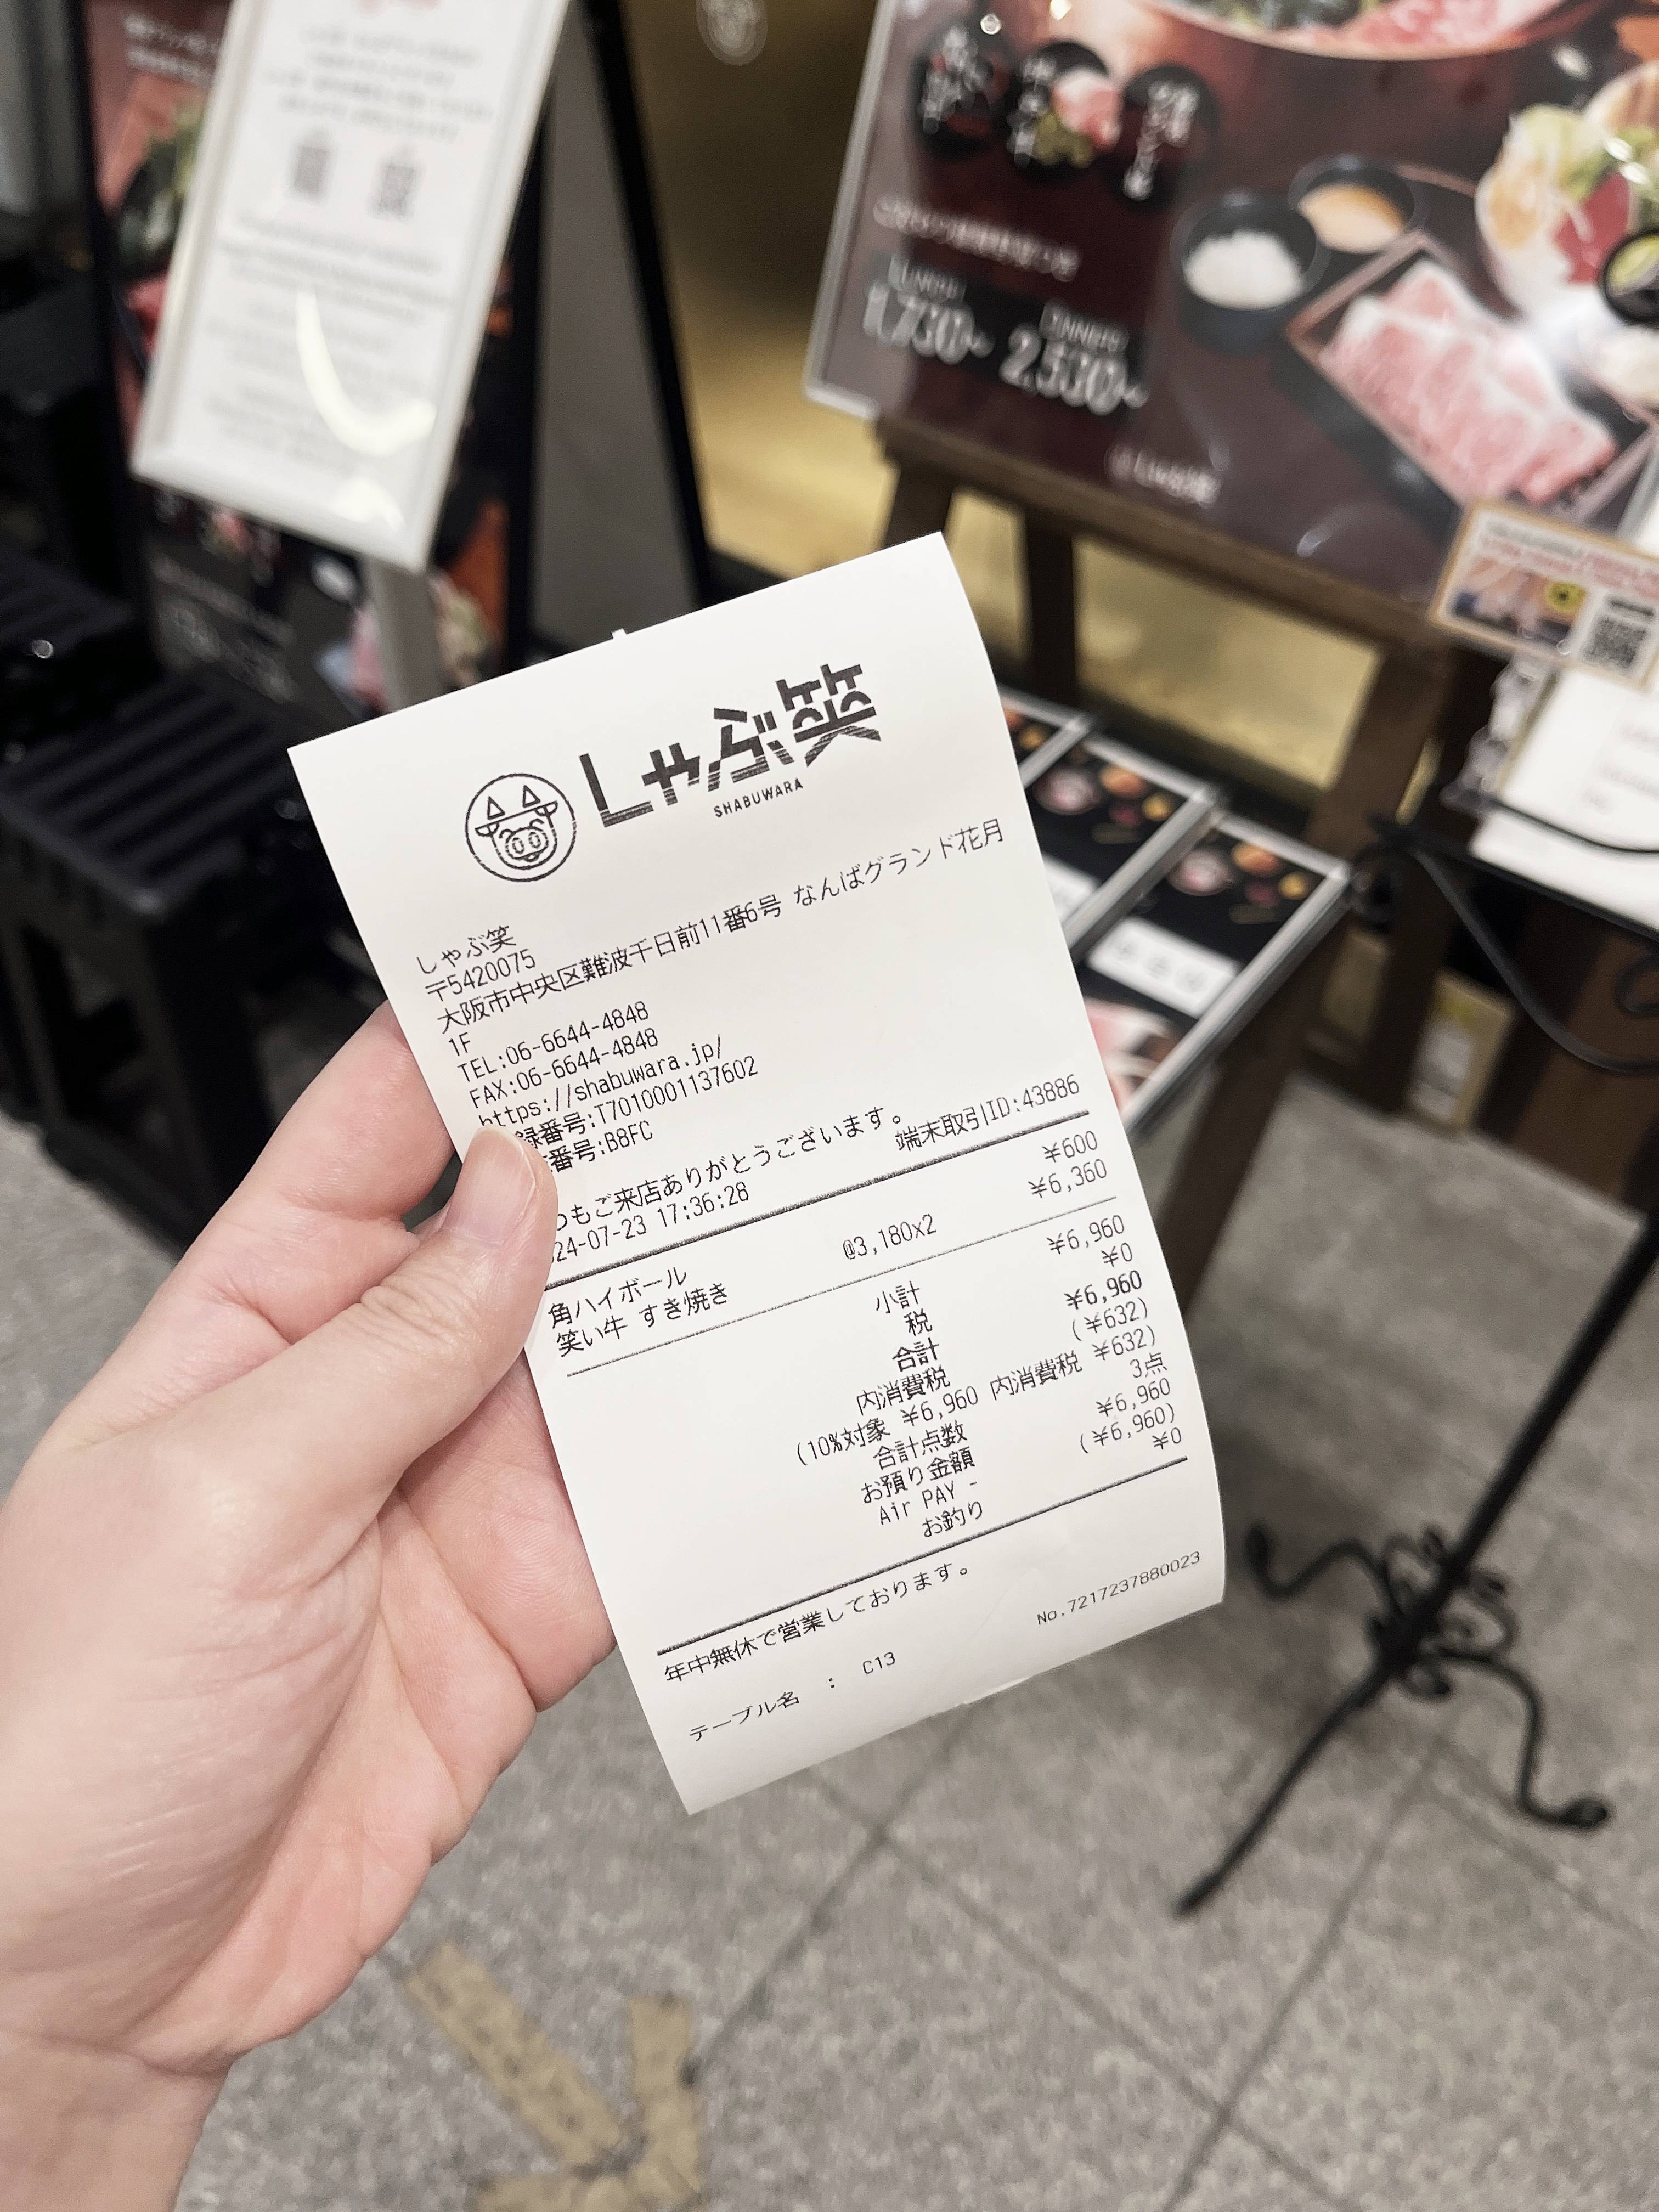 LUNCH
1,730~
DINNER
2,530~
しゃぶ笑
SHABUWARA
しゃぶ笑
〒5420075
大阪市中央区難波千日前11番6号 なんばグランド花月
1F
TEL:06-6644-4848
FAX:06-6644-4848
https://shabuwara.jp/
録番号:T7010001137602
番号:B8FC
もご来店ありがとうございます。
24-07-23 17:36:28 端末取引ID:43886
角ハイボール ¥600
笑い牛 すき焼き @3,180x2 ¥6,360
小計 ¥6,960
税 ¥0
合計 ¥6,960
内消費税 (¥632)
(10%対象 ¥6,960 内消費税 ¥632)
合計点数 3点
お預り金額 ¥6,960
Air PAY - (¥6,960)
お釣り ¥0
年中無休で営業しております。
No.7217237880023
テーブル名 : C13